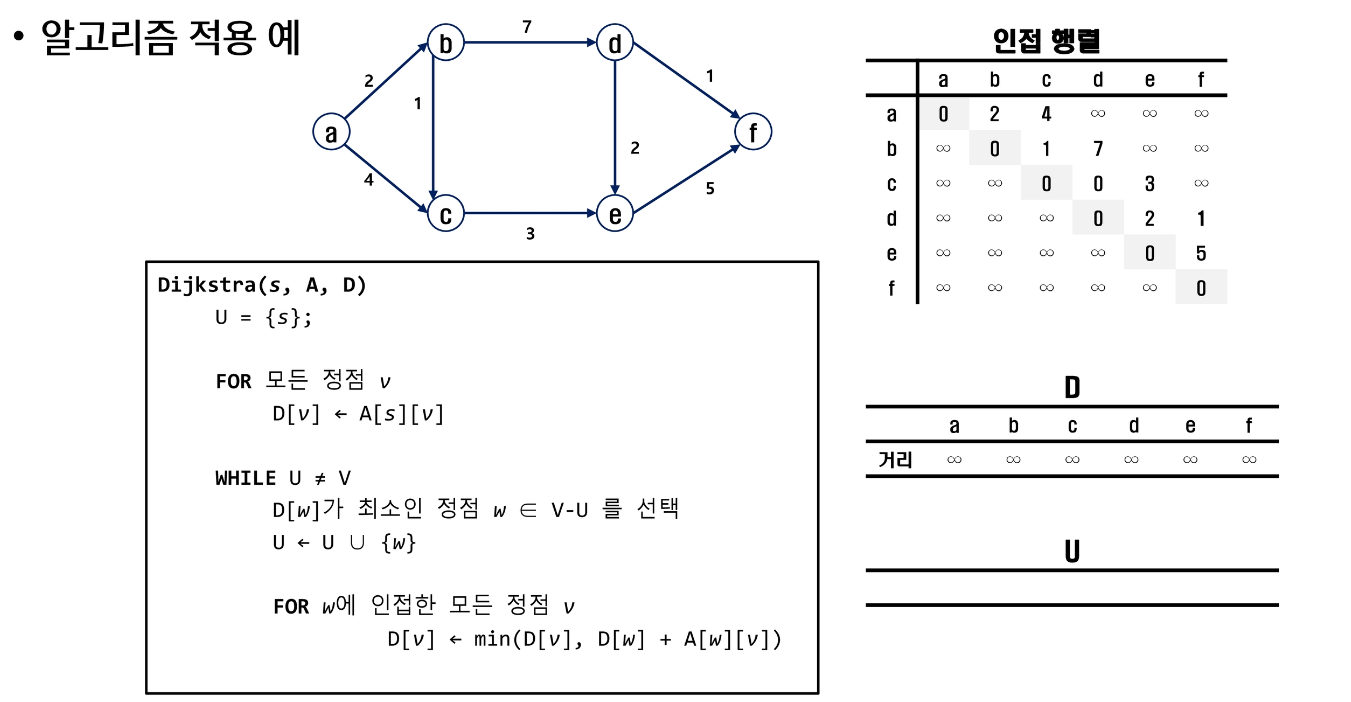 • 알고리즘 적용 예
a
b
c
d
e
f
2
4
1
7
3
2
1
5
Dijkstra(s, A, D)
U = {s};
FOR 모든 정점 v
D[v] ← A[s][v]
WHILE U ≠ V
D[w]가 최소인 정점 w ∈ V-U 를 선택
U ← U ∪ {w}
FOR w에 인접한 모든 정점 v
D[v] ← min(D[v], D[w] + A[w][v])
인접 행렬
a b c d e f
a 0 2 4 ∞ ∞ ∞
b ∞ 0 1 7 ∞ ∞
c ∞ ∞ 0 0 3 ∞
d ∞ ∞ ∞ 0 2 1
e ∞ ∞ ∞ ∞ 0 5
f ∞ ∞ ∞ ∞ ∞ 0
D
a b c d e f
거리 ∞ ∞ ∞ ∞ ∞ ∞
U